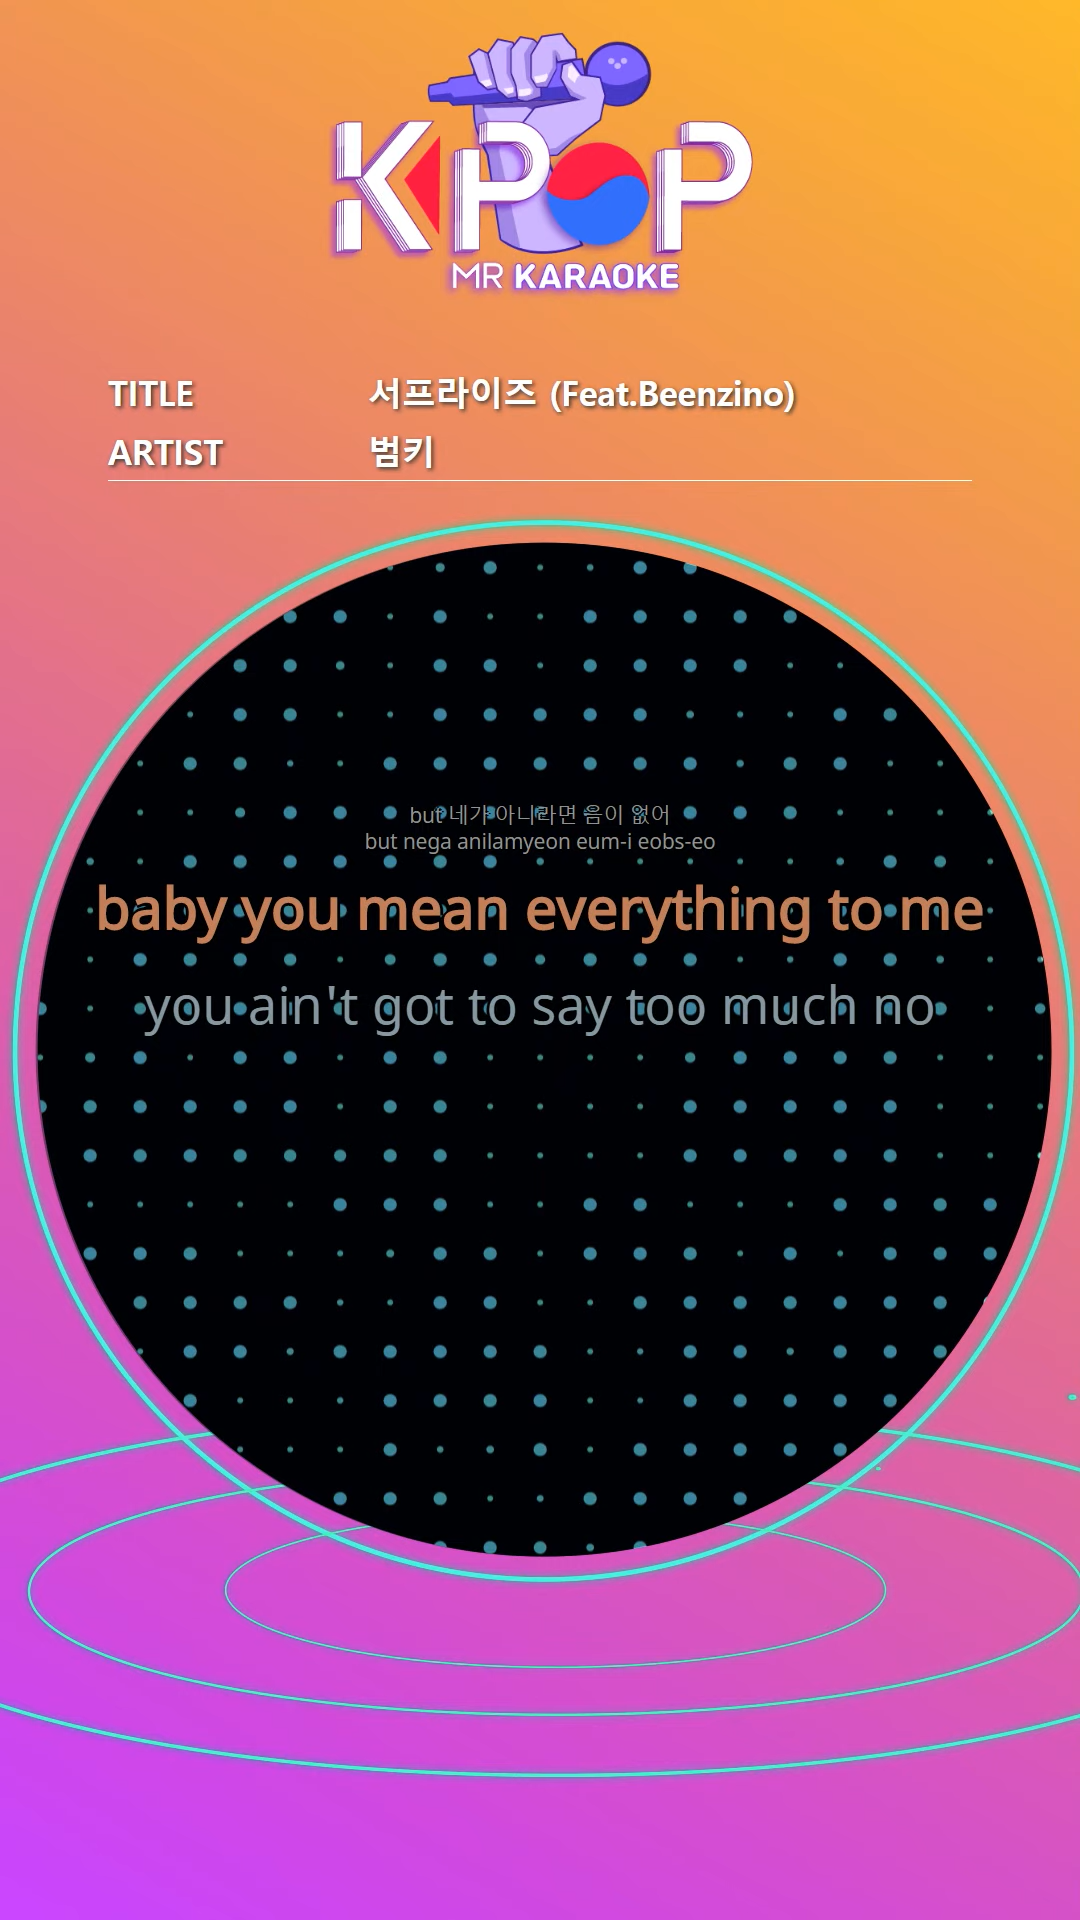 KPOP
MR KARAOKE
TITLE 서프라이즈 (Feat.Beenzino)
ARTIST 범키
but 네가 아니라면 음이 없어
but nega anilamyeon eum-i eobs-eo
baby you mean everything to me
you ain't got to say too much no